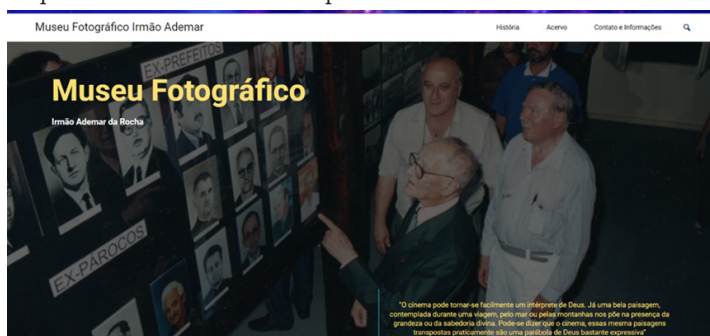 Museu Fotográfico Irmão Ademar
História Acervo Contato e Informações
EX-PREFEITOS
Museu Fotográfico
Irmão Ademar da Rocha
EX-PÁROCOS
"O cinema pode tornar-se facilmente um intérprete de Deus. Já uma bela paisagem,
contemplada durante uma viagem, pelo mar ou pelas montanhas nos põe na presença da
grandeza ou da sabedoria divina. Pode-se dizer que o cinema, essas mesma paisagens
transpostas praticamente são uma parábola de Deus bastante expressiva"